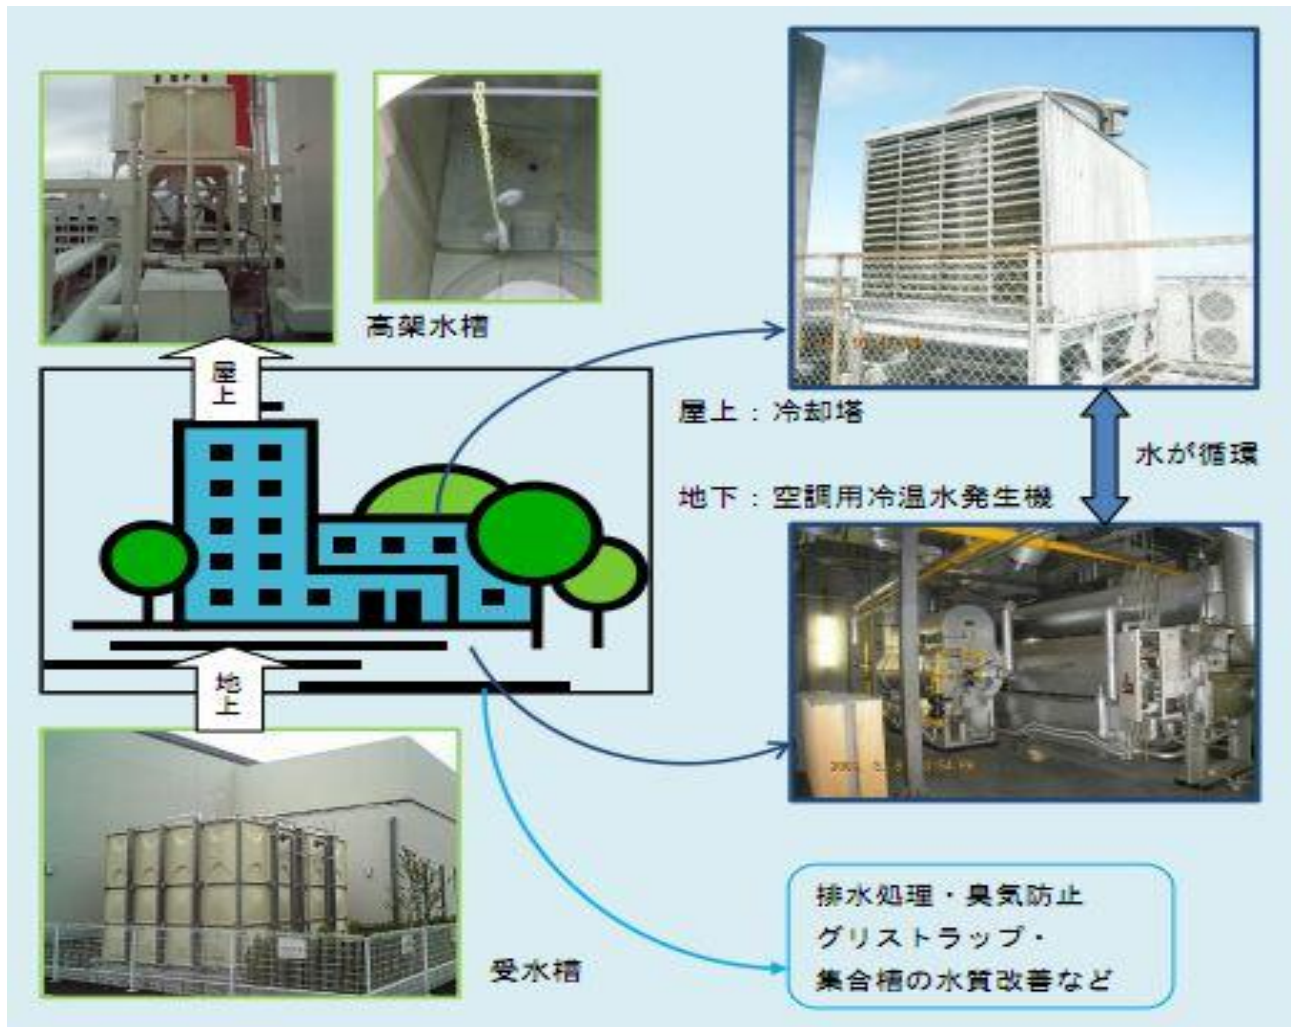 高架水槽
屋上
屋上：冷却塔
水が循環
地下：空調用冷温水発生機
地上
排水処理・臭気防止
グリストラップ・
集合槽の水質改善など
受水槽